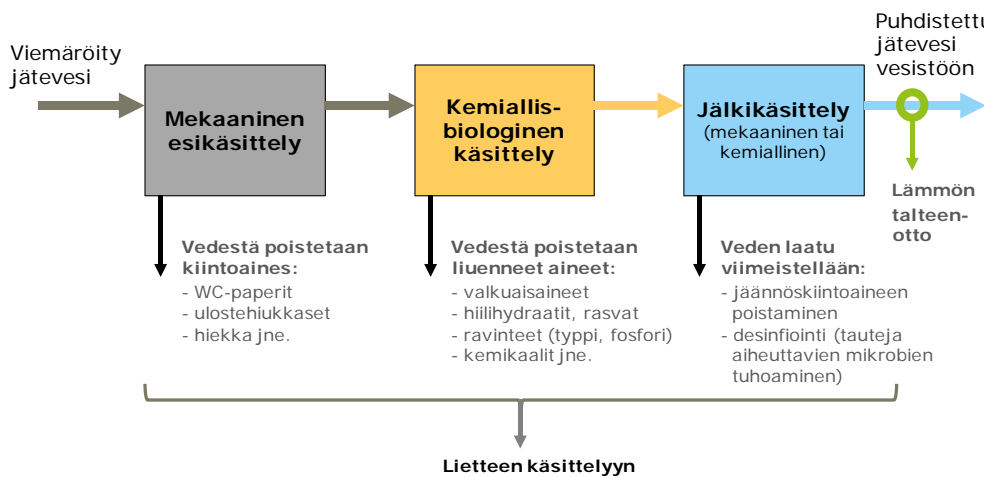 Viemäröity
jätevesi
Mekaaninen
esikäsittely
Kemiallis-
biologinen
käsittely
Jälkikäsittely
(mekaaninen tai
kemiallinen)
Puhdistettu
jätevesi
vesistöön
Lämmön
talteen-
otto
Vedestä poistetaan
kiintoaines:
- WC-paperit
- ulostehiukkaset
- hiekka jne.
Vedestä poistetaan
liuenneet aineet:
- valkuaisaineet
- hiilihydraatit, rasvat
- ravinteet (typpi, fosfori)
- kemikaalit jne.
Veden laatu
viimeistellään:
- jäännöskiintoaineen
poistaminen
- desinfiointi (tauteja
aiheuttavien mikrobien
tuhoaminen)
Lietteen käsittelyyn